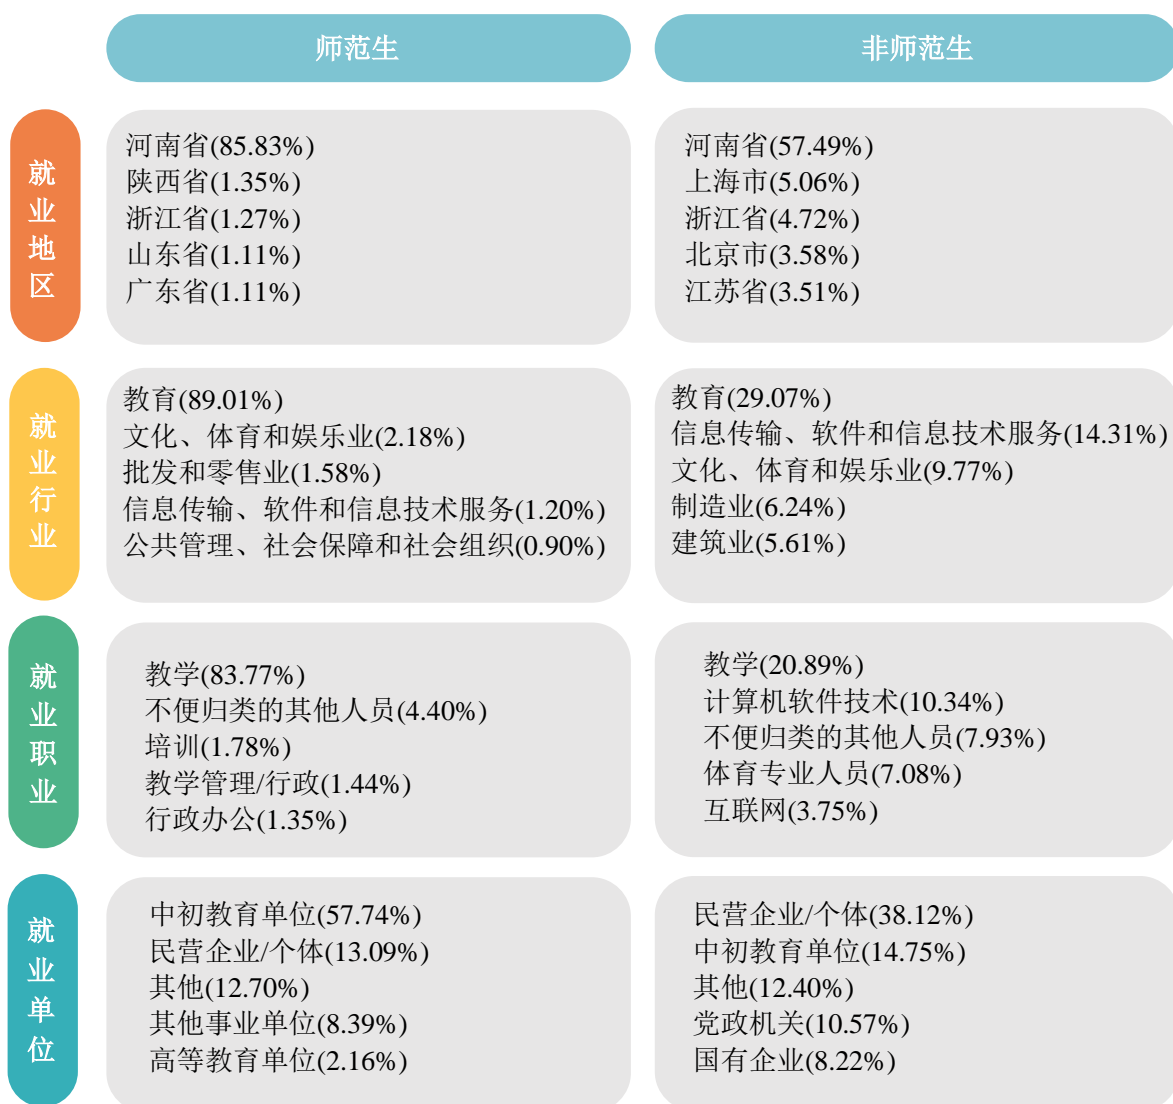 师范生
非师范生
就业地区
河南省(85.83%)
陕西省(1.35%)
浙江省(1.27%)
山东省(1.11%)
广东省(1.11%)
河南省(57.49%)
上海市(5.06%)
浙江省(4.72%)
北京市(3.58%)
江苏省(3.51%)
就业行业
教育(89.01%)
文化、体育和娱乐业(2.18%)
批发和零售业(1.58%)
信息传输、软件和信息技术服务(1.20%)
公共管理、社会保障和社会组织(0.90%)
教育(29.07%)
信息传输、软件和信息技术服务(14.31%)
文化、体育和娱乐业(9.77%)
制造业(6.24%)
建筑业(5.61%)
就业职业
教学(83.77%)
不便归类的其他人员(4.40%)
培训(1.78%)
教学管理/行政(1.44%)
行政办公(1.35%)
教学(20.89%)
计算机软件技术(10.34%)
不便归类的其他人员(7.93%)
体育专业人员(7.08%)
互联网(3.75%)
就业单位
中初教育单位(57.74%)
民营企业/个体(13.09%)
其他(12.70%)
其他事业单位(8.39%)
高等教育单位(2.16%)
民营企业/个体(38.12%)
中初教育单位(14.75%)
其他(12.40%)
党政机关(10.57%)
国有企业(8.22%)